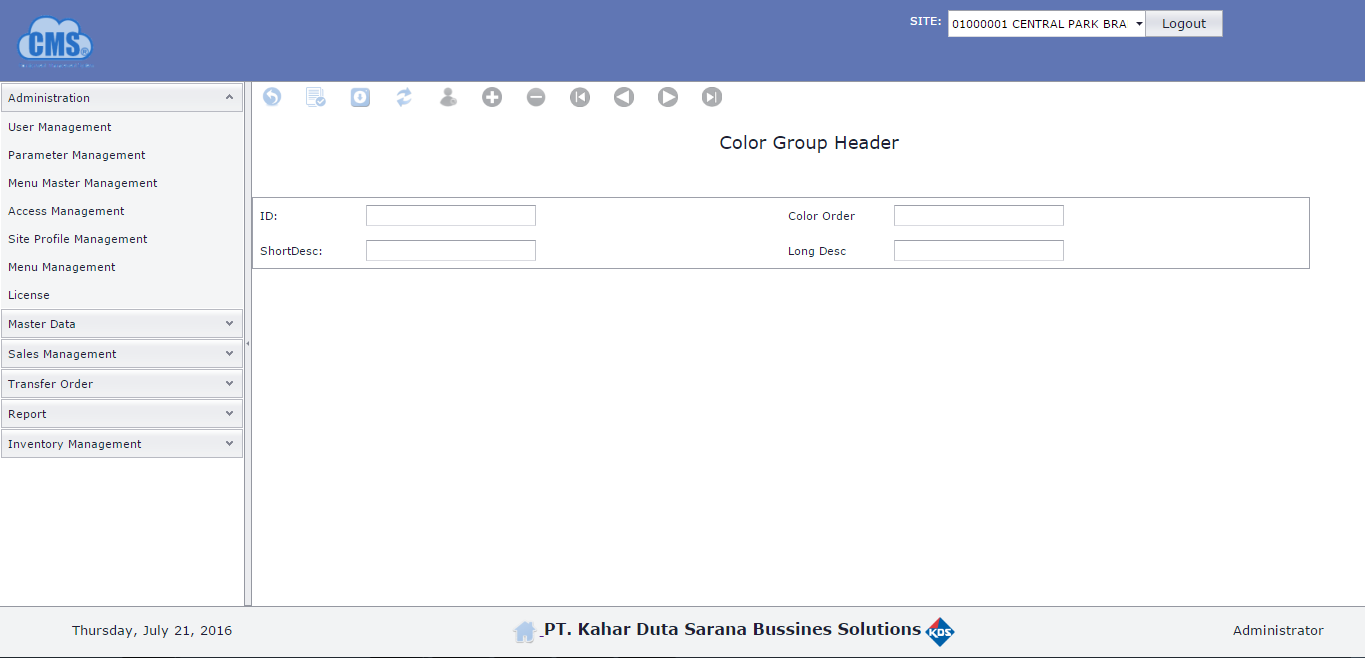 CMS®
SITE: 01000001 CENTRAL PARK BRA Logout
Administration
User Management
Parameter Management
Menu Master Management
Access Management
Site Profile Management
Menu Management
License
Master Data
Sales Management
Transfer Order
Report
Inventory Management
Color Group Header
ID: Color Order
ShortDesc: Long Desc
Thursday, July 21, 2016 PT. Kahar Duta Sarana Bussines Solutions KDS Administrator